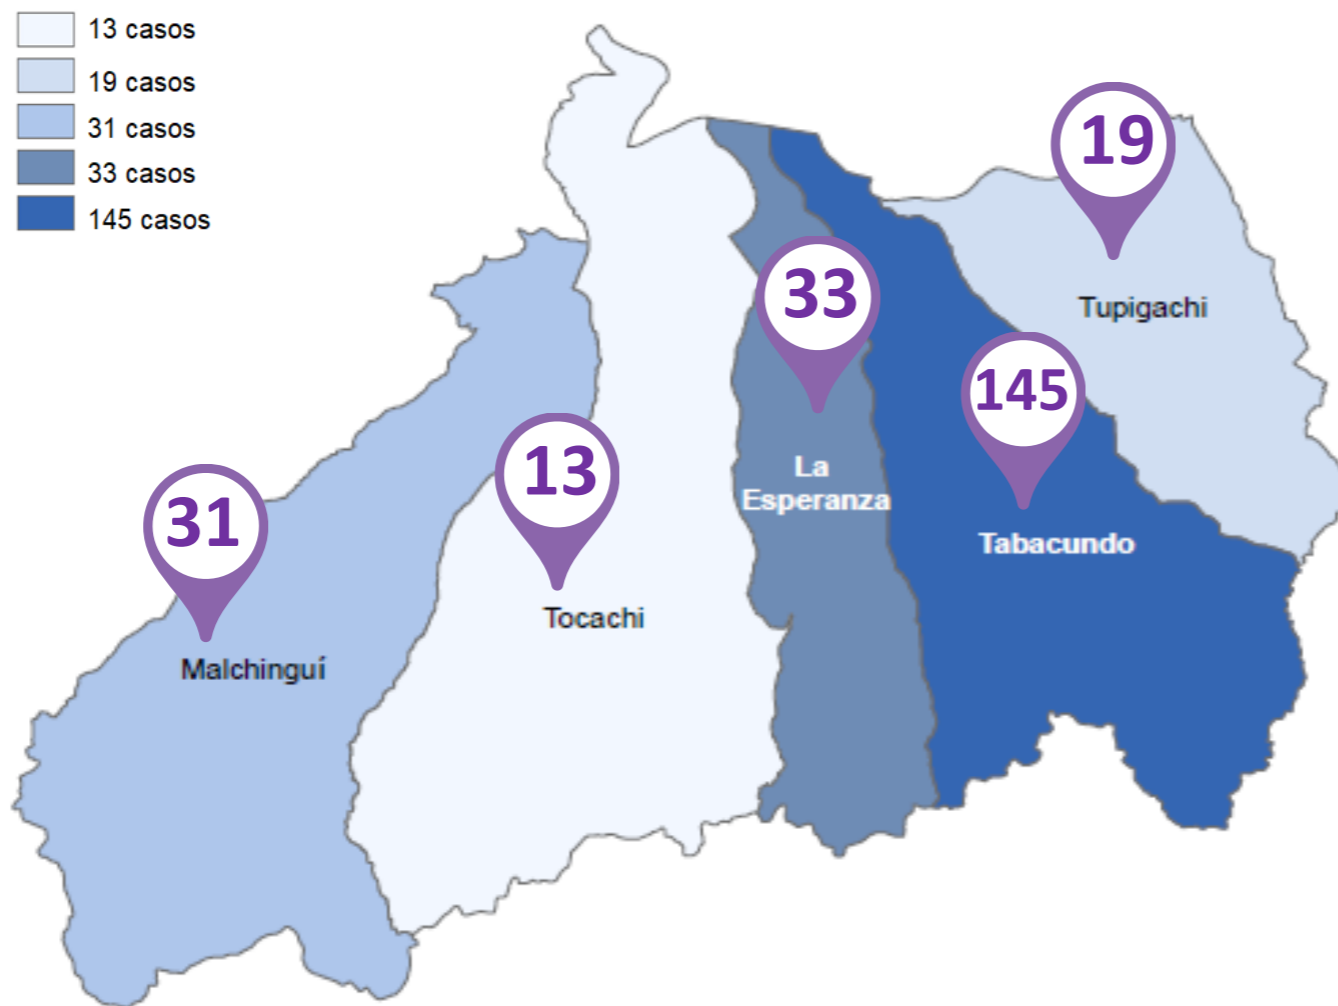 13 casos
19 casos
31 casos
33 casos
145 casos
19
Tupigachi
33
La
Esperanza
145
Tabacundo
13
Tocachi
31
Malchinguí